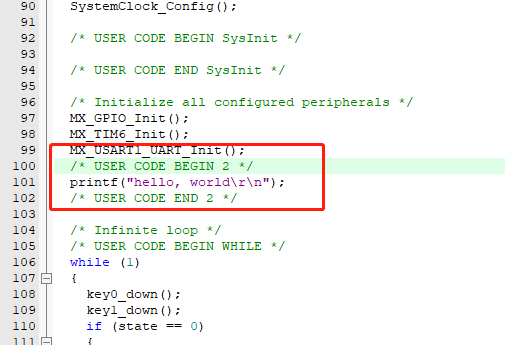 90 SystemClock_Config();
91
92 /* USER CODE BEGIN SysInit */
93
94 /* USER CODE END SysInit */
95
96 /* Initialize all configured peripherals */
97 MX_GPIO_Init();
98 MX_TIM6_Init();
99 MX_USART1_UART_Init();
100 /* USER CODE BEGIN 2 */
101 printf("hello, world\r\n");
102 /* USER CODE END 2 */
103
104 /* Infinite loop */
105 /* USER CODE BEGIN WHILE */
106 while (1)
107 {
108 key0_down();
109 key1_down();
110 if (state == 0)
111 {